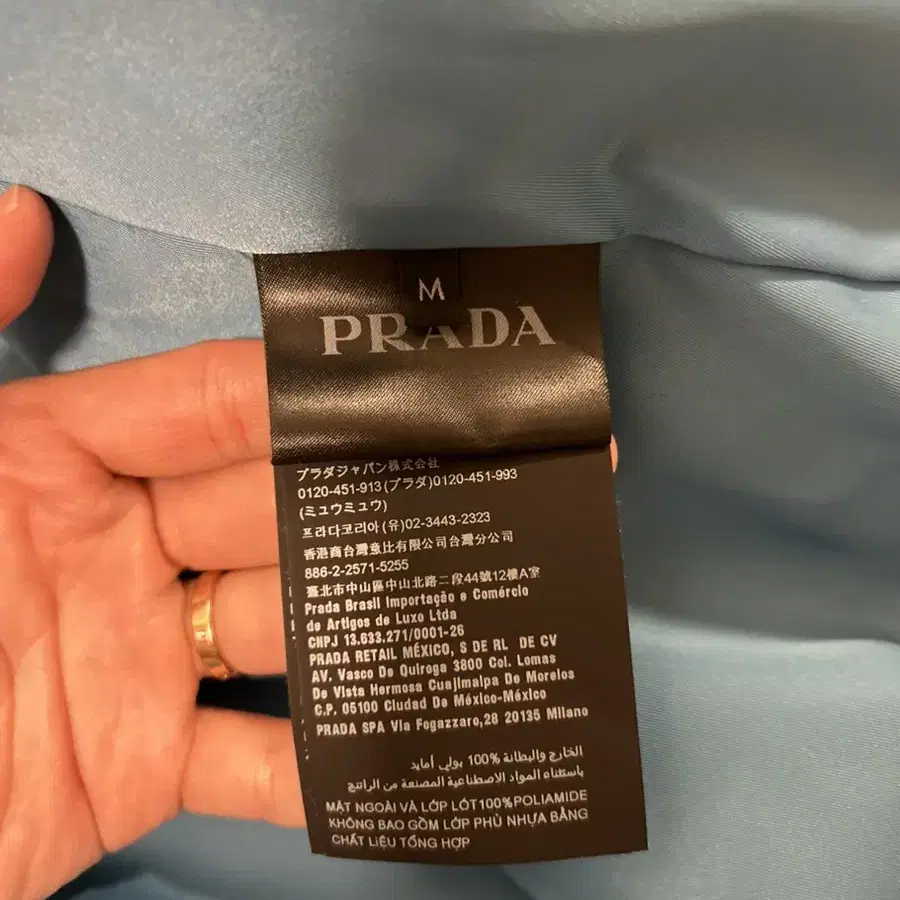 M
PRADA
プラダジャパン株式会社
0120-451-913(プラダ)0120-451-993
(ミュウミュウ)
프라다코리아(유)02-3443-2323
香港商台灣意比有限公司台灣分公司
886-2-2571-5255
臺北市中山區中山北路二段44號12樓A室
Prada Brasil Importação e Comércio
de Artigos de Luxo Ltda
CNPJ 13.633.271/0001-26
PRADA RETAIL MÉXICO, S DE RL DE CV
AV. Vasco De Quiroga 3800 Col. Lomas
De Vista Hermosa Cuajimalpa De Morelos
C.P. 05100 Ciudad De México-México
PRADA SPA Via Fogazzaro,28 20135 Milano
الخارج والبطانة 100% بولي أمايد
باستثناء المواد الاصطناعية المصنعة من الراتنج
MẶT NGOÀI VÀ LỚP LÓT100%POLIAMIDE
KHÔNG BAO GỒM LỚP PHỦ NHỰA BẰNG
CHẤT LIỆU TỔNG HỢP